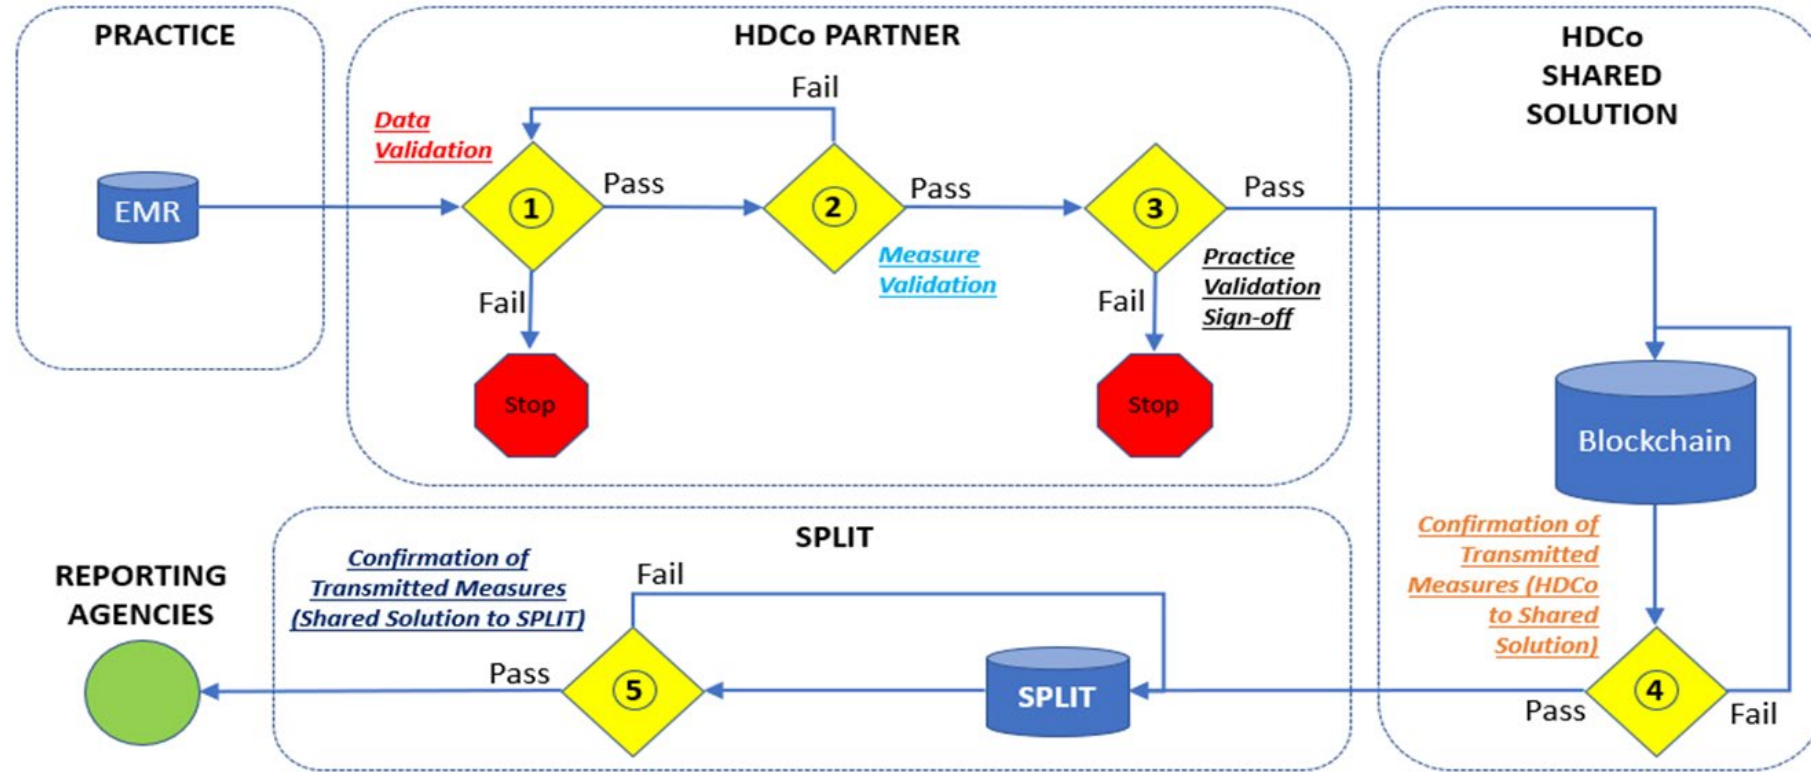 PRACTICE
HDCo PARTNER
HDCo
SHARED
SOLUTION
Fail
Data
Validation
EMR
1
Pass
2
Pass
3
Pass
Measure
Validation
Practice
Validation
Sign-off
Fail
Fail
Stop
Stop
Blockchain
Confirmation of
Transmitted
Measures (HDCo
to Shared
Solution)
4
Pass
Fail
SPLIT
Confirmation of
Transmitted Measures
(Shared Solution to SPLIT)
Fail
SPLIT
5
Pass
REPORTING
AGENCIES